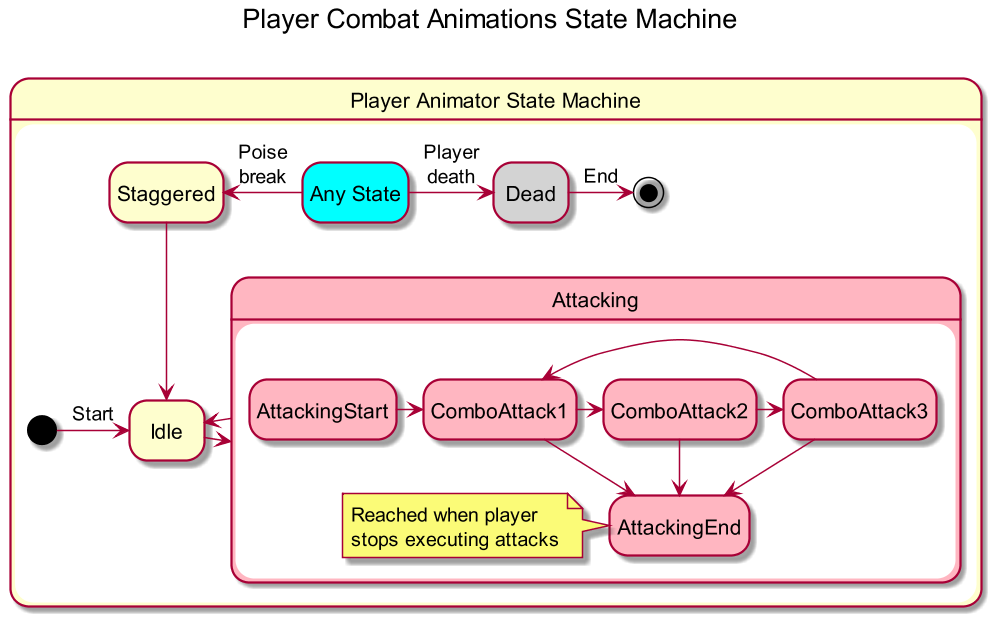 Player Combat Animations State Machine
Player Animator State Machine
Poise
break
Player
death
End
Staggered
Any State
Dead
Attacking
Start
Idle
AttackingStart
ComboAttack1
ComboAttack2
ComboAttack3
Reached when player
stops executing attacks
AttackingEnd